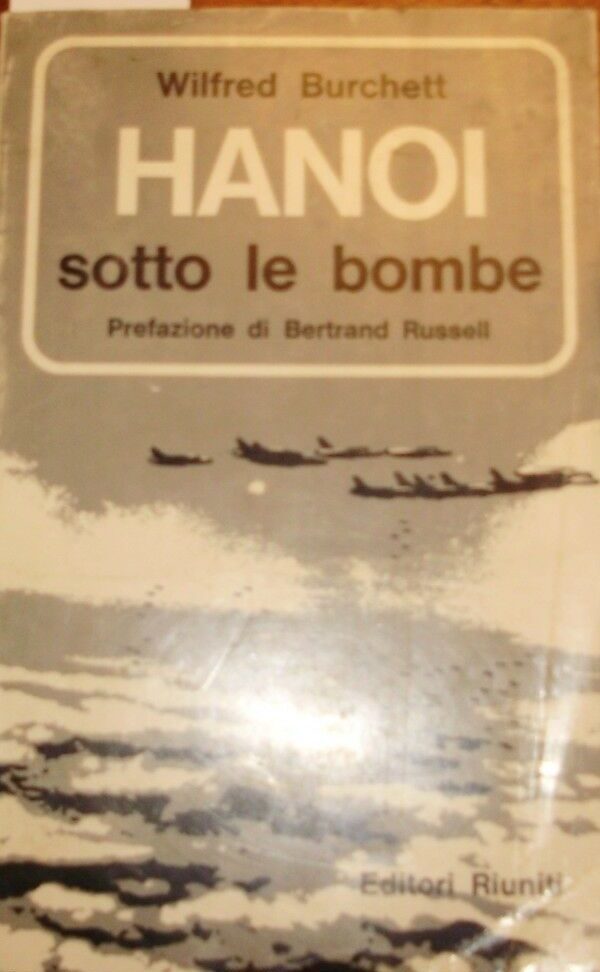 Wilfred Burchett
HANOI
sotto le bombe
Prefazione di Bertrand Russell
Editori Riuniti